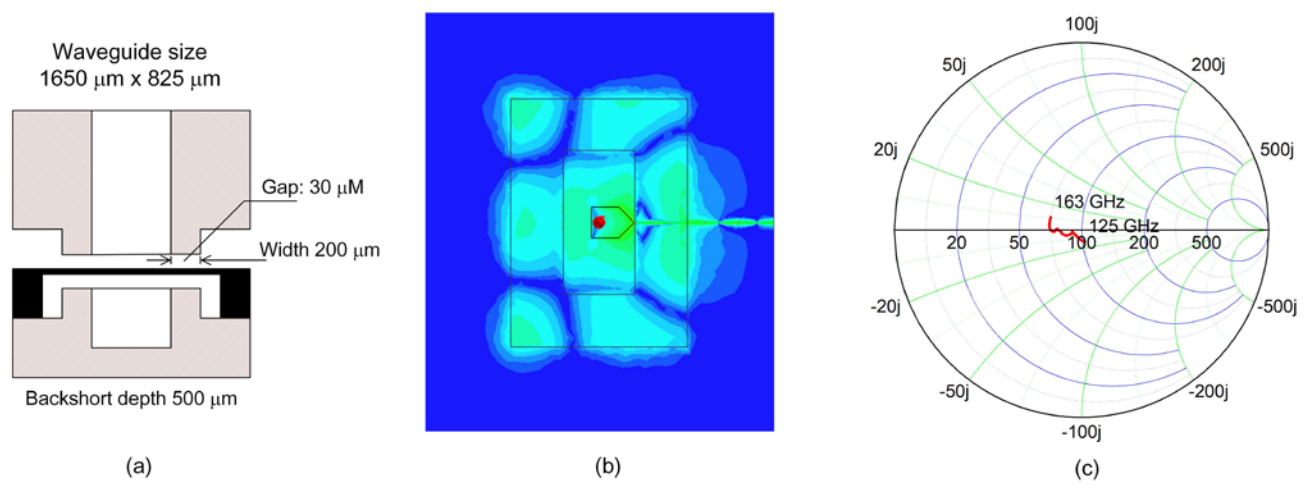 Waveguide size
1650 μm x 825 μm
Gap: 30 μM
Width 200 μm
Backshort depth 500 μm
(a)
(b)
100j
50j
200j
20j
500j
163 GHz
125 GHz
20
50
100
200
500
-20j
-500j
-50j
-200j
-100j
(c)